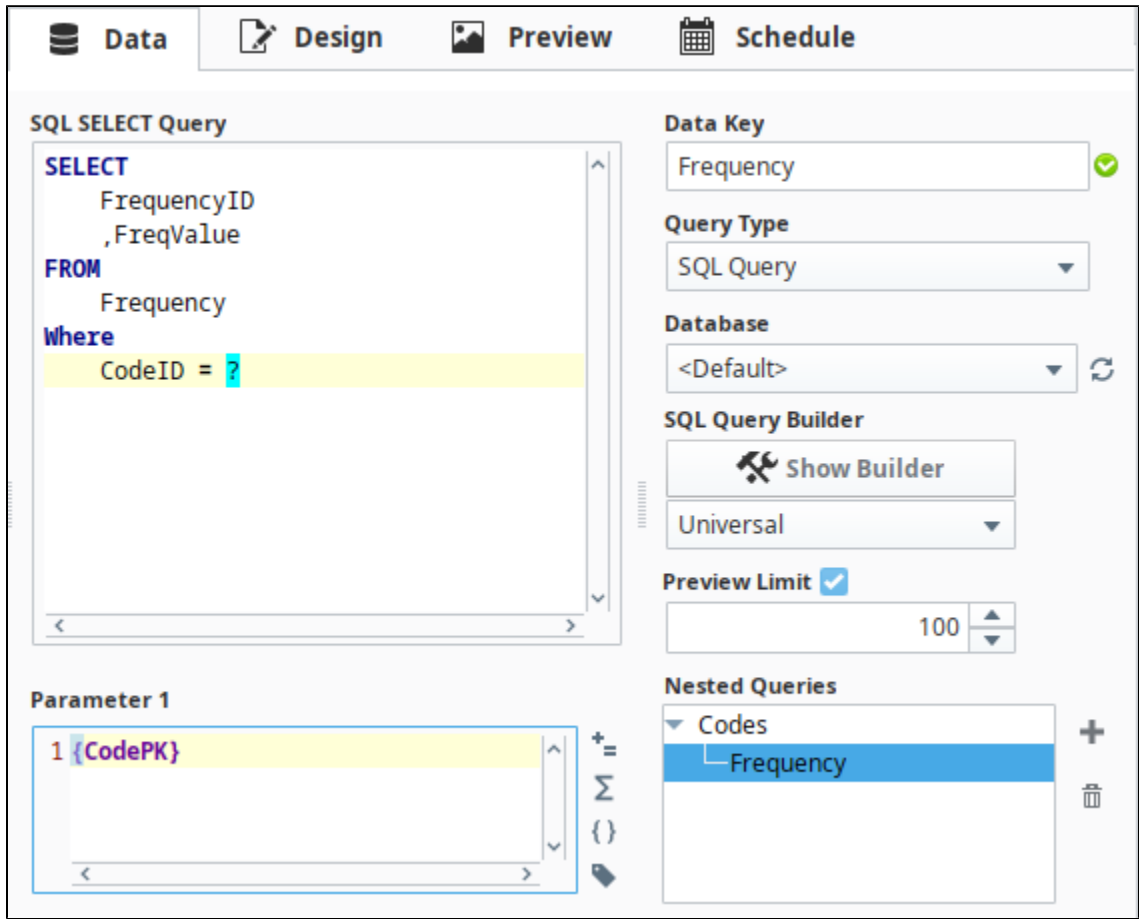 Data Design Preview Schedule
SQL SELECT Query
SELECT
FrequencyID
,FreqValue
FROM
Frequency
Where
CodeID = ?
Parameter 1
1 {CodePK}
Data Key
Frequency
Query Type
SQL Query
Database
<Default>
SQL Query Builder
Show Builder
Universal
Preview Limit
100
Nested Queries
Codes
Frequency